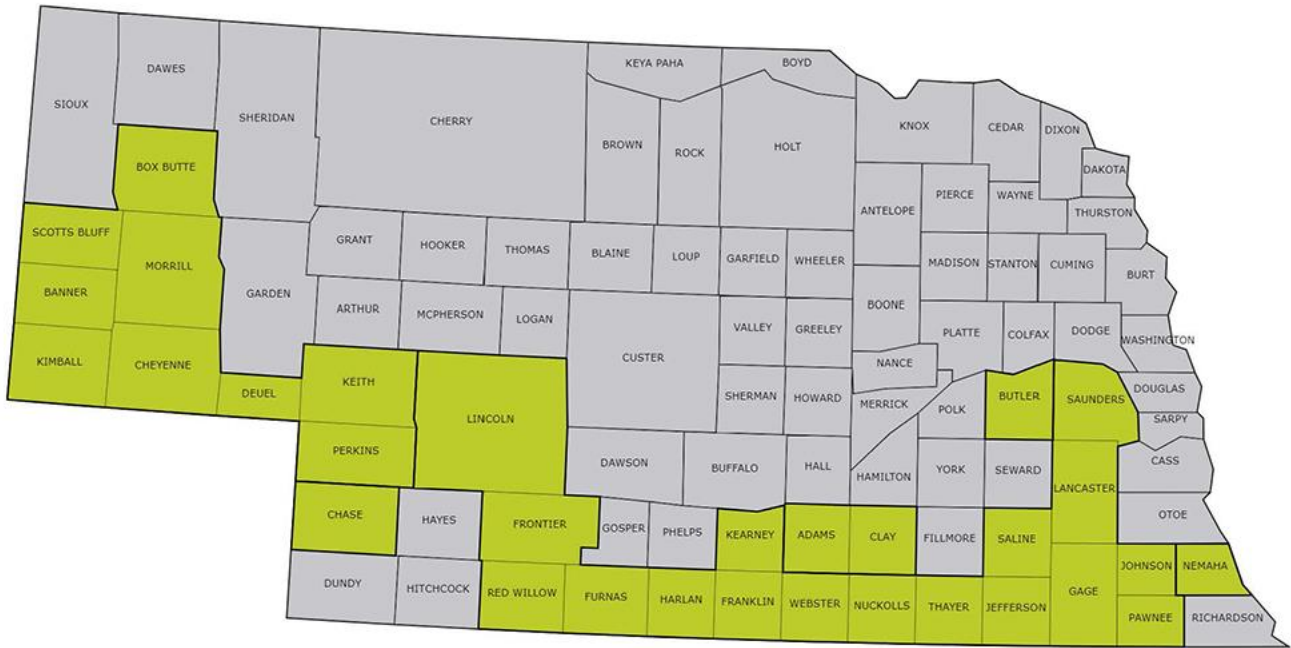 SIOUX
DAWES
SHERIDAN
CHERRY
KEYA PAHA
BOYD
BROWN
ROCK
HOLT
KNOX
CEDAR
DIXON
DAKOTA
BOX BUTTE
ANTELOPE
PIERCE
WAYNE
THURSTON
SCOTTS BLUFF
MORRILL
BANNER
GARDEN
GRANT
HOOKER
THOMAS
BLAINE
LOUP
GARFIELD
WHEELER
MADISON
STANTON
CUMING
BURT
ARTHUR
MCPHERSON
LOGAN
CUSTER
VALLEY
GREELEY
BOONE
PLATTE
COLFAX
DODGE
WASHINGTON
KIMBALL
CHEYENNE
DEUEL
KEITH
LINCOLN
SHERMAN
HOWARD
NANCE
MERRICK
POLK
BUTLER
SAUNDERS
DOUGLAS
SARPY
PERKINS
DAWSON
BUFFALO
HALL
HAMILTON
YORK
SEWARD
LANCASTER
CASS
OTOE
CHASE
HAYES
FRONTIER
GOSPER
PHELPS
KEARNEY
ADAMS
CLAY
FILLMORE
SALINE
JOHNSON
NEMAHA
DUNDY
HITCHCOCK
RED WILLOW
FURNAS
HARLAN
FRANKLIN
WEBSTER
NUCKOLLS
THAYER
JEFFERSON
GAGE
PAWNEE
RICHARDSON